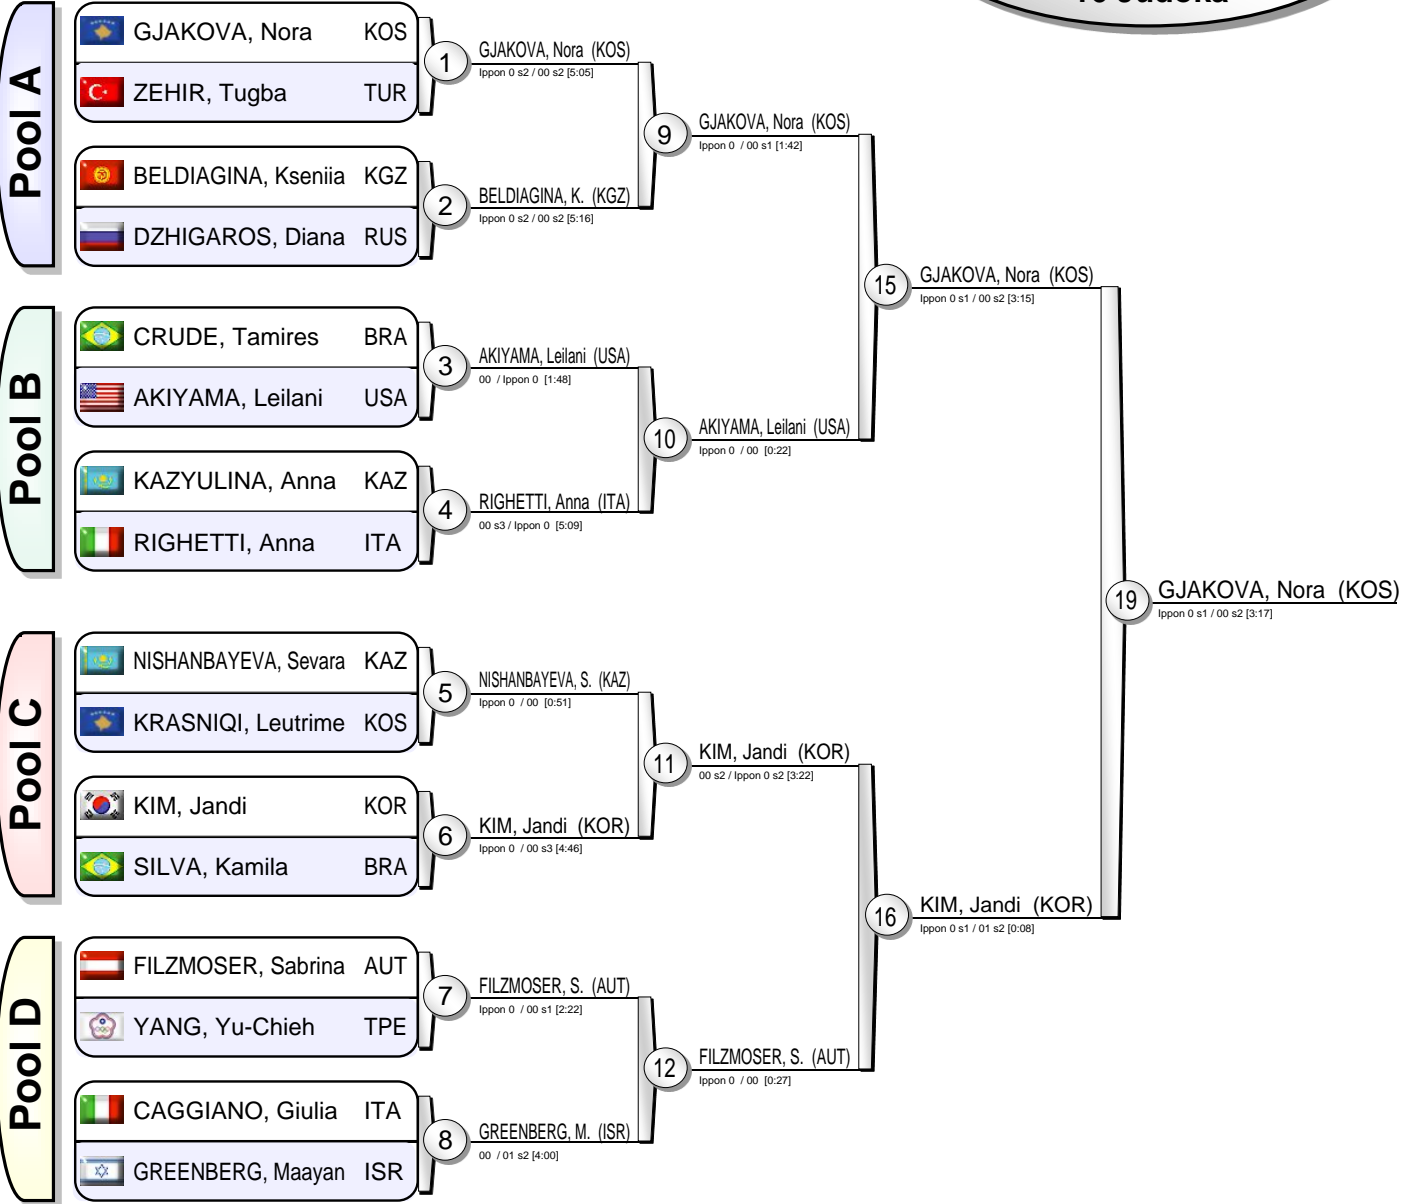 Pool A
GJAKOVA, Nora KOS
ZEHIR, Tugba TUR
BELDIAGINA, Kseniia KGZ
DZHIGAROS, Diana RUS
Pool B
CRUDE, Tamires BRA
AKIYAMA, Leilani USA
KAZYULINA, Anna KAZ
RIGHETTI, Anna ITA
Pool C
NISHANBAYEVA, Sevara KAZ
KRASNIQI, Leutrime KOS
KIM, Jandi KOR
SILVA, Kamila BRA
Pool D
FILZMOSER, Sabrina AUT
YANG, Yu-Chieh TPE
CAGGIANO, Giulia ITA
GREENBERG, Maayan ISR
1
GJAKOVA, Nora (KOS)
Ippon 0 s2 / 00 s2 [5:05]
2
BELDIAGINA, K. (KGZ)
Ippon 0 s2 / 00 s2 [5:16]
3
AKIYAMA, Leilani (USA)
00 / Ippon 0 [1:48]
4
RIGHETTI, Anna (ITA)
00 s3 / Ippon 0 [5:09]
5
NISHANBAYEVA, S. (KAZ)
Ippon 0 / 00 [0:51]
6
KIM, Jandi (KOR)
Ippon 0 / 00 s3 [4:46]
7
FILZMOSER, S. (AUT)
Ippon 0 / 00 s1 [2:22]
8
GREENBERG, M. (ISR)
00 / 01 s2 [4:00]
9
GJAKOVA, Nora (KOS)
Ippon 0 / 00 s1 [1:42]
10
AKIYAMA, Leilani (USA)
Ippon 0 / 00 [0:22]
11
KIM, Jandi (KOR)
00 s2 / Ippon 0 s2 [3:22]
12
FILZMOSER, S. (AUT)
Ippon 0 / 00 [0:27]
15
GJAKOVA, Nora (KOS)
Ippon 0 s1 / 00 s2 [3:15]
16
KIM, Jandi (KOR)
Ippon 0 s1 / 01 s2 [0:08]
19
GJAKOVA, Nora (KOS)
Ippon 0 s1 / 00 s2 [3:17]